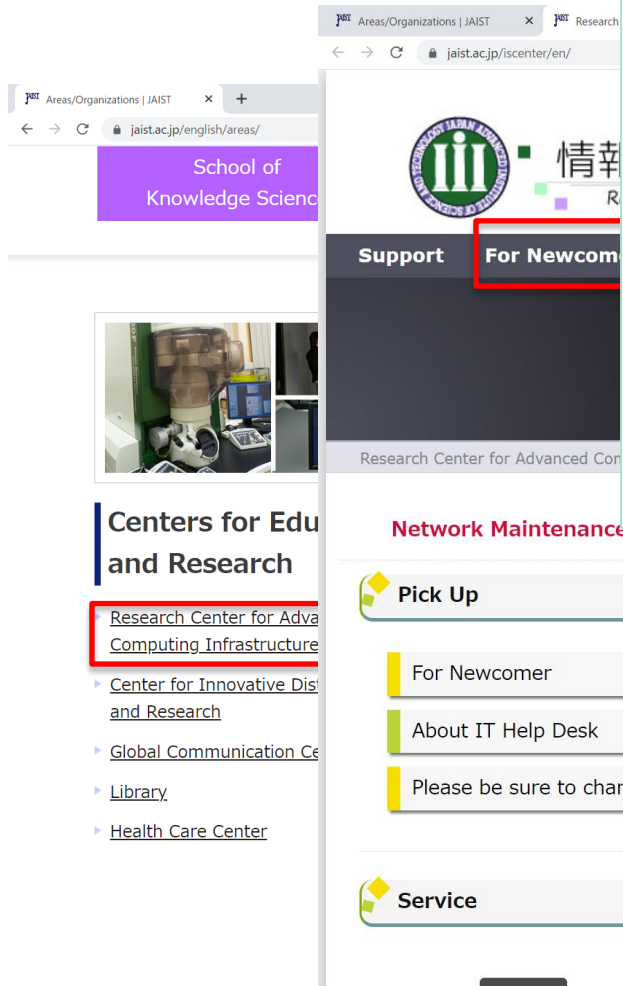 Areas/Organizations | JAIST
jaist.ac.jp/english/areas/
School of
Knowledge Scienc
Centers for Edu
and Research
Research Center for Adva
Computing Infrastructure
Center for Innovative Dist
and Research
Global Communication Ce
Library
Health Care Center
Areas/Organizations | JAIST
Research
jaist.ac.jp/iscenter/en/
情報
Support
For Newcom
Research Center for Advanced Com
Network Maintenance
Pick Up
For Newcomer
About IT Help Desk
Please be sure to chan
Service